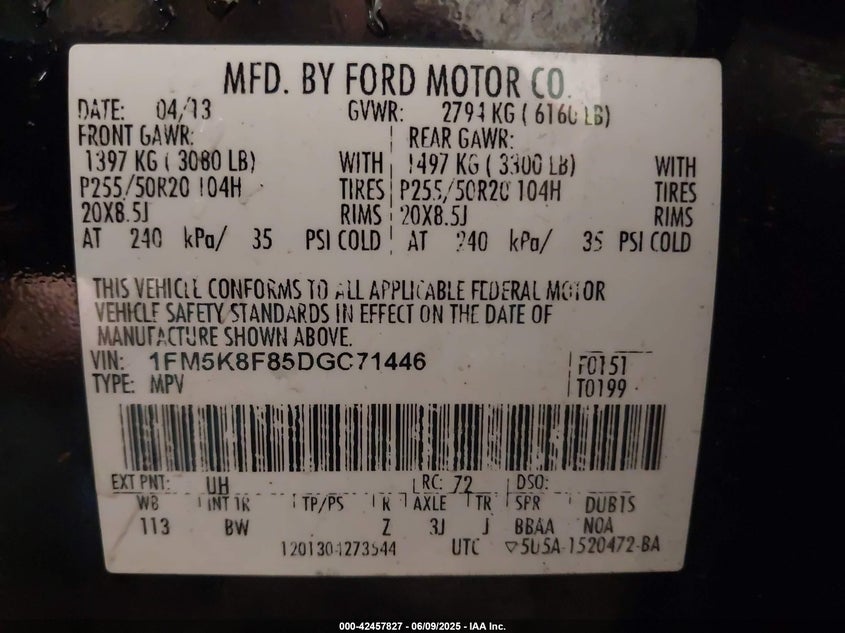 MFD. BY FORD MOTOR CO.
DATE: 04/13 GVWR: 2794 KG ( 6160 LB)
FRONT GAWR: REAR GAWR:
1397 KG ( 3080 LB) WITH 1497 KG ( 3300 LB) WITH
P255/50R20 104H TIRES P255/50R20 104H TIRES
20X8.5J RIMS 20X8.5J RIMS
AT 240 kPa/ 35 PSI COLD AT 240 kPa/ 35 PSI COLD
THIS VEHICLE CONFORMS TO ALL APPLICABLE FEDERAL MOTOR
VEHICLE SAFETY STANDARDS IN EFFECT ON THE DATE OF
MANUFACTURE SHOWN ABOVE.
VIN: 1FM5K8F85DGC71446 F0151
TYPE: MPV T0199
EXT PNT: UH RC: 72 DSO:
WB INT TR TP/PS R AXLE TR SPR DUB1S
113 BW Z 3J J BBAA NOA
UTC 5U5A-1520472-BA
000-42457827 - 06/09/2025 - IAA Inc.